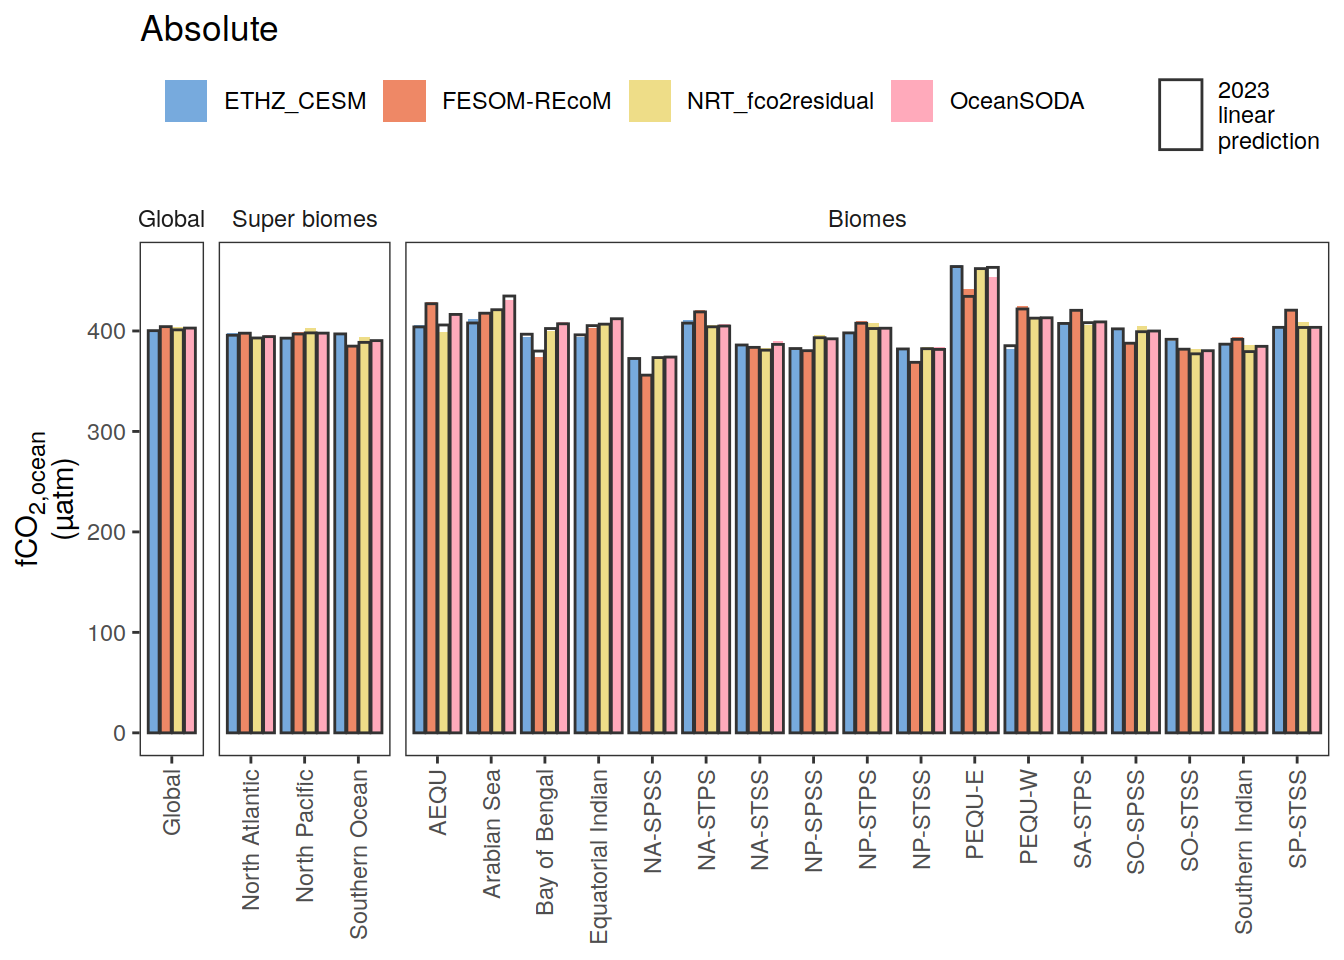 Absolute
ETHZ_CESM
FESOM-REcoM
NRT_fco2residual
OceanSODA
2023
linear
prediction
Global
Super biomes
Biomes
fCO2,ocean
(µatm)
400
300
200
100
0
Global
North Atlantic
North Pacific
Southern Ocean
AEQU
Arabian Sea
Bay of Bengal
Equatorial Indian
NA-SPSS
NA-STPS
NA-STSS
NP-SPSS
NP-STPS
NP-STSS
PEQU-E
PEQU-W
SA-STPS
SO-SPSS
SO-STSS
Southern Indian
SP-STSS